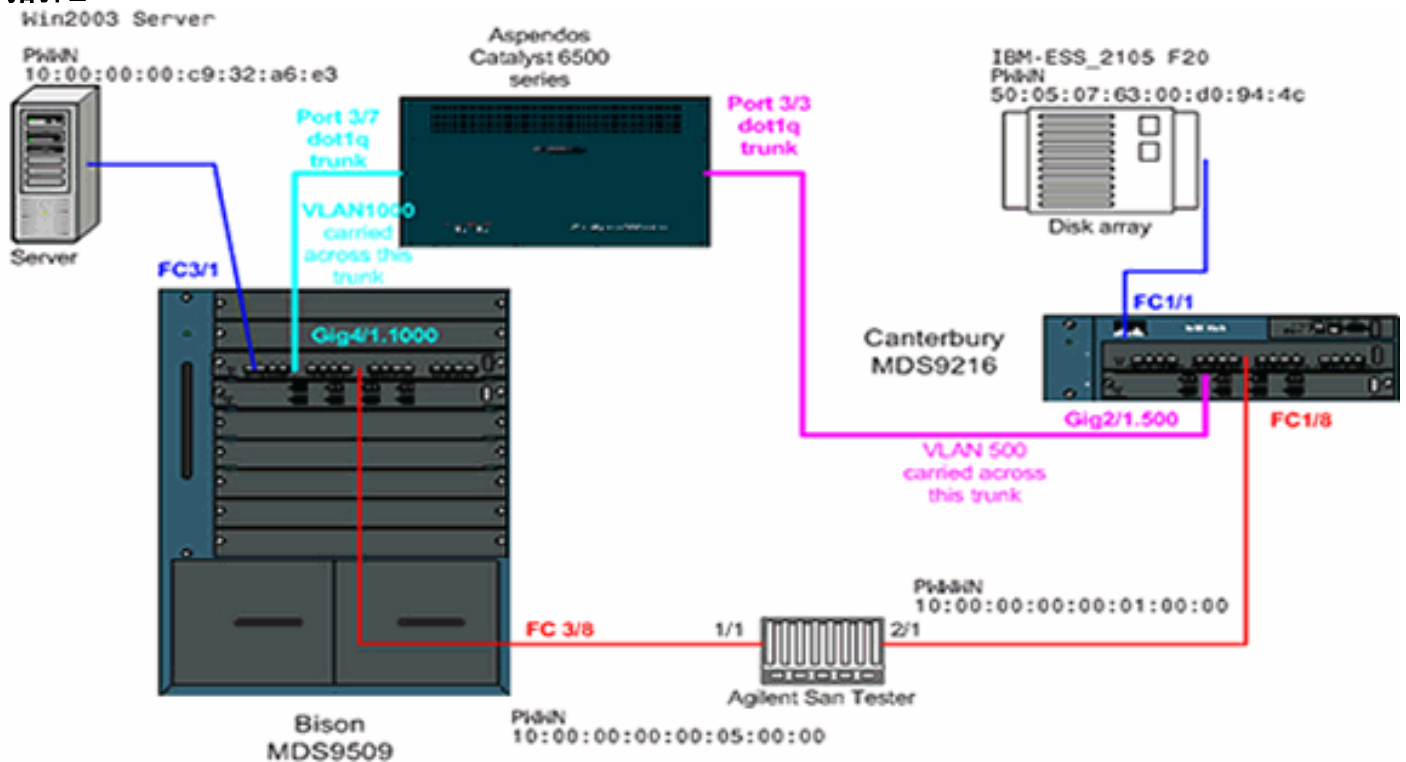 Win2003 Server
PWWN
10:00:00:00:c9:32:a6:e3
Aspendos
Catalyst 6500
series
IBM-ESS_2105 F20
PWWN
50:05:07:63:00:d0:94:4c
Port 3/7
dot1q
trunk
Port 3/3
dot1q
trunk
VLAN1000
carried
across this
trunk
Disk array
Server
FC3/1
FC1/1
Gig4/1.1000
Canterbury
MDS9216
Gig2/1.500
FC1/8
VLAN 500
carried across
this trunk
PWWN
10:00:00:00:00:01:00:00
FC 3/8
1/1
2/1
Agilent San Tester
Bison
MDS9509
PWWN
10:00:00:00:00:05:00:00